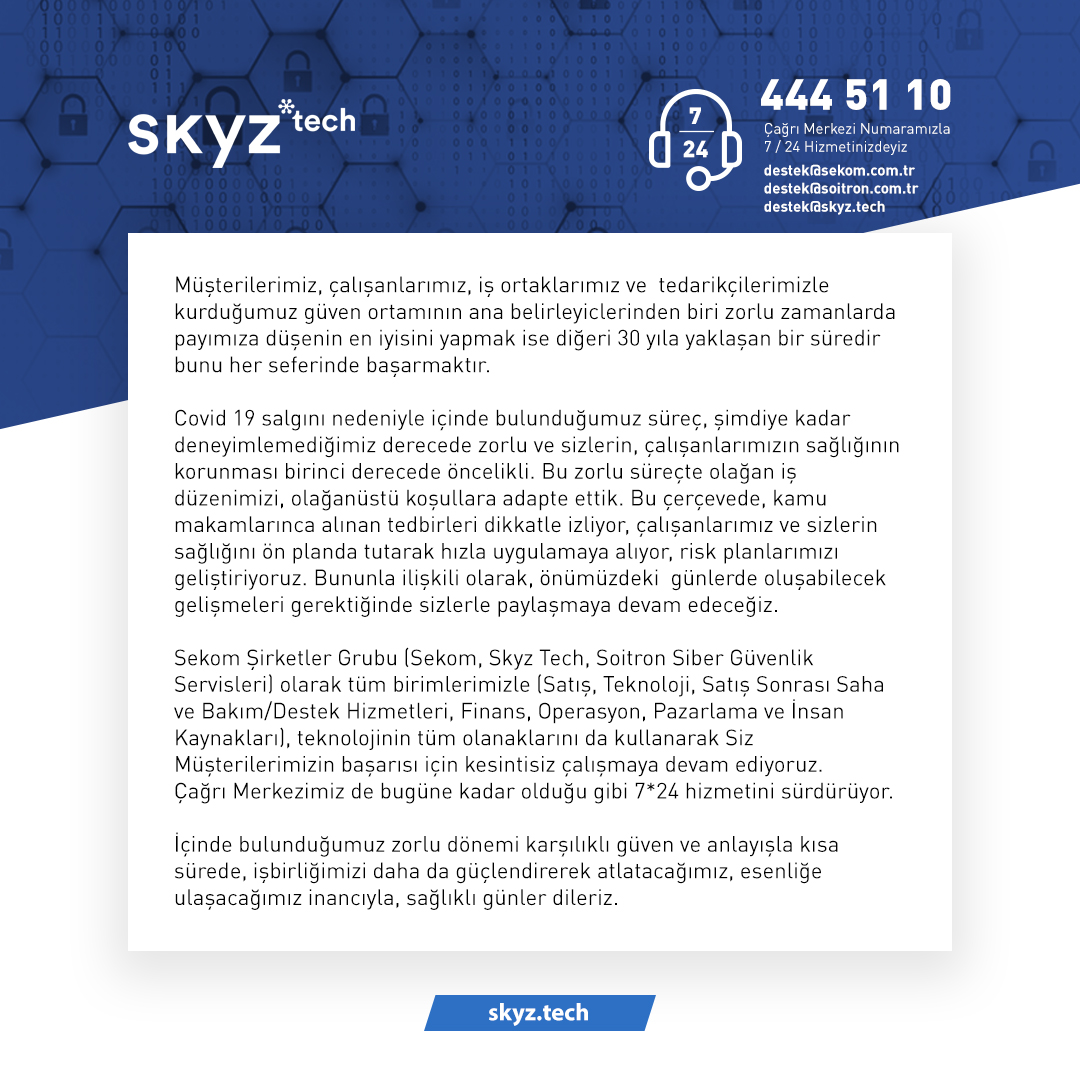 skyz*tech
7
24
444 51 10
Çağrı Merkezi Numaramızla
7 / 24 Hizmetinizdeyiz
destek@sekom.com.tr
destek@soitron.com.tr
destek@skyz.tech
Müşterilerimiz, çalışanlarımız, iş ortaklarımız ve  tedarikçilerimizle
kurduğumuz güven ortamının ana belirleyiclerinden biri zorlu zamanlarda
payımıza düşenin en iyisini yapmak ise diğeri 30 yıla yaklaşan bir süredir
bunu her seferinde başarmaktır.
Covid 19 salgını nedeniyle içinde bulunduğumuz süreç, şimdiye kadar
deneyimlemediğimiz derecede zorlu ve sizlerin, çalışanlarımızın sağlığının
korunması birinci derecede öncelikli. Bu zorlu süreçte olağan iş
düzenimizi, olağanüstü koşullara adapte ettik. Bu çerçevede, kamu
makamlarınca alınan tedbirleri dikkatle izliyor, çalışanlarımız ve sizlerin
sağlığını ön planda tutarak hızla uygulamaya alıyor, risk planlarımızı
geliştiriyoruz. Bununla ilişkili olarak, önümüzdeki  günlerde oluşabilecek
gelişmeleri gerektiğinde sizlerle paylaşmaya devam edeceğiz.
Sekom Şirketler Grubu (Sekom, Skyz Tech, Soitron Siber Güvenlik
Servisleri) olarak tüm birimlerimizle (Satış, Teknoloji, Satış Sonrası Saha
ve Bakım/Destek Hizmetleri, Finans, Operasyon, Pazarlama ve İnsan
Kaynakları), teknolojinin tüm olanaklarını da kullanarak Siz
Müşterilerimizin başarısı için kesintisiz çalışmaya devam ediyoruz.
Çağrı Merkezimiz de bugüne kadar olduğu gibi 7*24 hizmetini sürdürüyor.
İçinde bulunduğumuz zorlu dönemi karşılıklı güven ve anlayışla kısa
sürede, işbirliğimizi daha da güçlendirerek atlatacağımız, esenliğe
ulaşacağımız inancıyla, sağlıklı günler dileriz.
skyz.tech